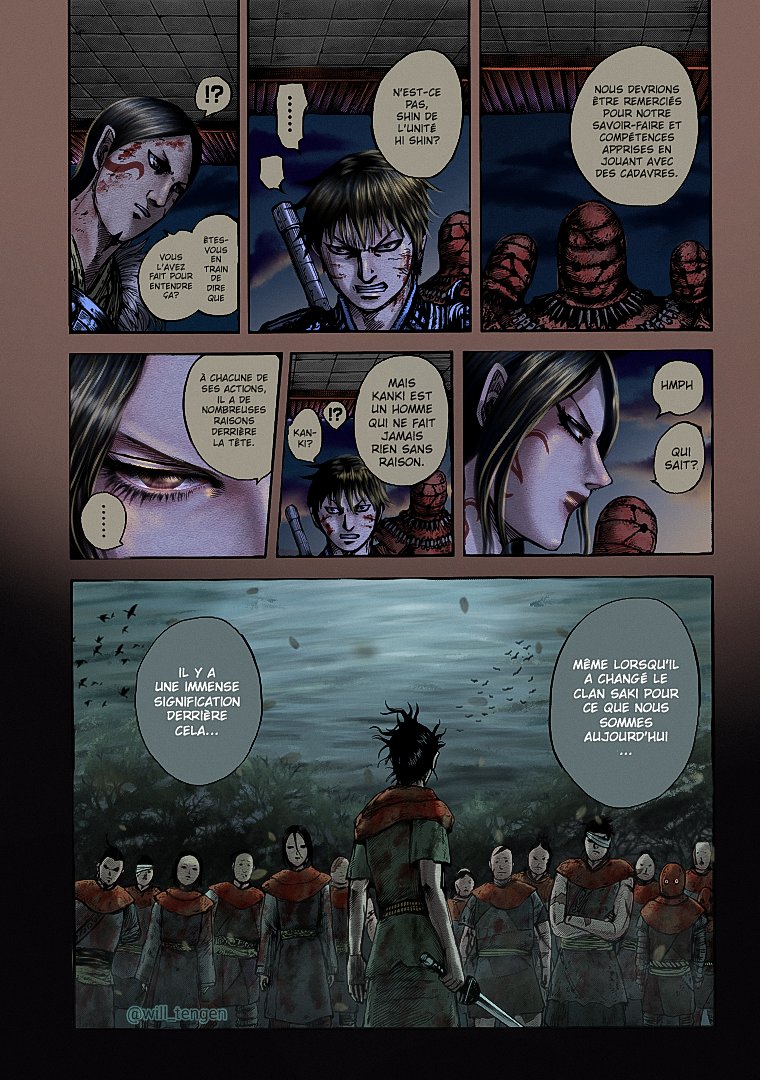 NOUS DEVRIONS
ÊTRE REMERCIÉS
POUR NOTRE
SAVOIR-FAIRE ET
COMPÉTENCES
APPRISES EN
JOUANT AVEC
DES CADAVRES.
N'EST-CE
PAS,
SHIN DE
L'UNITÉ
HI SHIN?
......
..
!?
ÊTES-
VOUS
EN
TRAIN
DE
DIRE
QUE
VOUS
L'AVEZ
FAIT POUR
ENTENDRE
ÇA?
HMPH
QUI
SAIT?
MAIS
KANKI EST
UN HOMME
QUI NE FAIT
JAMAIS
RIEN SANS
RAISON.
!?
KAN-
KI?
À CHACUNE DE
SES ACTIONS,
IL A DE
NOMBREUSES
RAISONS
DERRIÈRE
LA TÊTE.
......
MÊME LORSQU'IL
A CHANGÉ LE
CLAN SAKI POUR
CE QUE NOUS
SOMMES
AUJOURD'HUI
...
IL Y A
UNE IMMENSE
SIGNIFICATION
DERRIÈRE
CELA...
@will_tengen